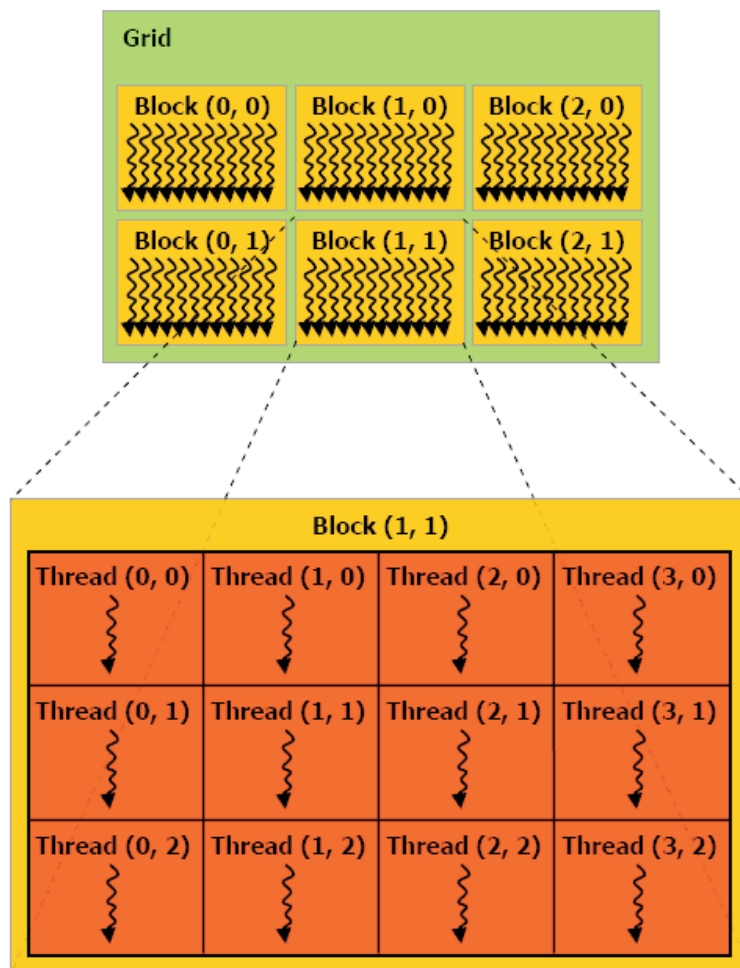 Grid
Block (0, 0) Block (1, 0) Block (2, 0)
Block (0, 1) Block (1, 1) Block (2, 1)
Block (1, 1)
Thread (0, 0) Thread (1, 0) Thread (2, 0) Thread (3, 0)
Thread (0, 1) Thread (1, 1) Thread (2, 1) Thread (3, 1)
Thread (0, 2) Thread (1, 2) Thread (2, 2) Thread (3, 2)